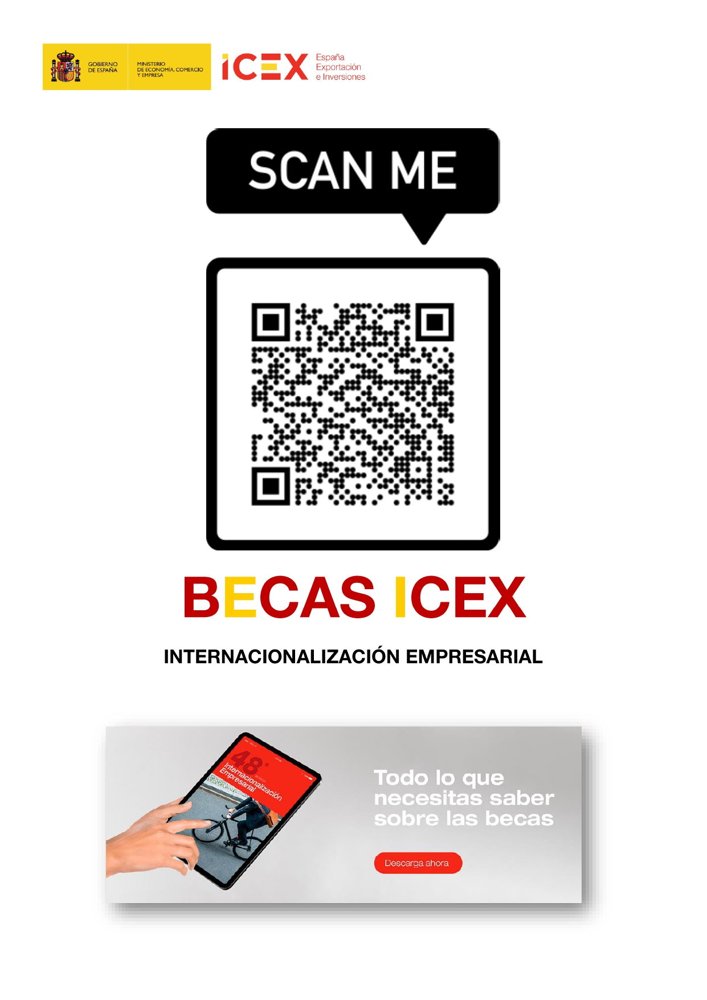 GOBIERNO
DE ESPAÑA
MINISTERIO
DE ECONOMÍA, COMERCIO
Y EMPRESA
iCEX
España
Exportación
e Inversiones
SCAN ME
BECAS ICEX
INTERNACIONALIZACIÓN EMPRESARIAL
48ª
Internacionalización
Empresarial
Todo lo que
necesitas saber
sobre las becas
Descarga ahora